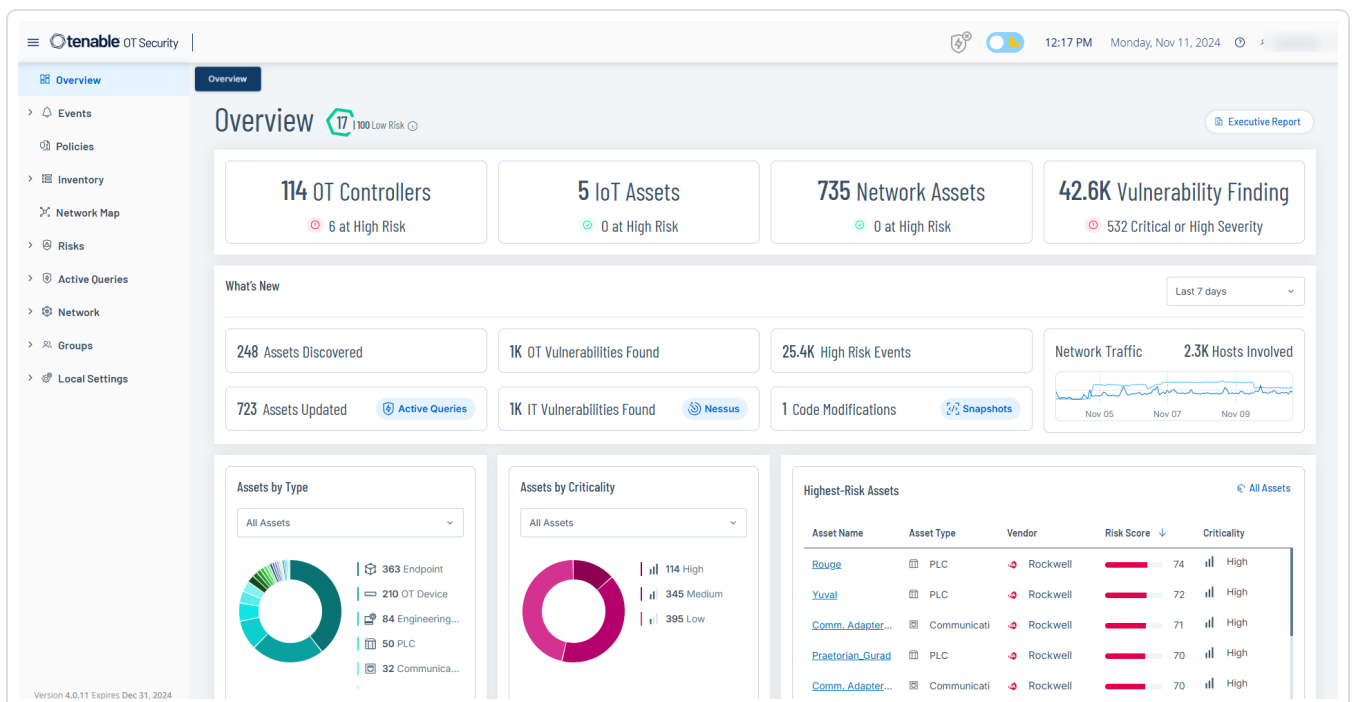 tenable OT Security
12:17 PM Monday, Nov 11, 2024
Overview
Events
Policies
Inventory
Network Map
Risks
Active Queries
Network
Groups
Local Settings
Version 4.0.11 Expires Dec 31, 2024
Overview
Overview 17 | 100 Low Risk
Executive Report
114 OT Controllers
6 at High Risk
5 IoT Assets
0 at High Risk
735 Network Assets
0 at High Risk
42.6K Vulnerability Finding
532 Critical or High Severity
What's New
Last 7 days
248 Assets Discovered
1K OT Vulnerabilities Found
25.4K High Risk Events
723 Assets Updated Active Queries
1K IT Vulnerabilities Found Nessus
1 Code Modifications Snapshots
Network Traffic 2.3K Hosts Involved
Nov 05 Nov 07 Nov 09
Assets by Type
All Assets
363 Endpoint
210 OT Device
84 Engineering...
50 PLC
32 Communica...
Assets by Criticality
All Assets
114 High
345 Medium
395 Low
Highest-Risk Assets
All Assets
Asset Name Asset Type Vendor Risk Score Criticality
Rouge PLC Rockwell 74 High
Yuval PLC Rockwell 72 High
Comm. Adapter... Communicati Rockwell 71 High
Praetorian_Gurad PLC Rockwell 70 High
Comm. Adapter... Communicati Rockwell 70 High